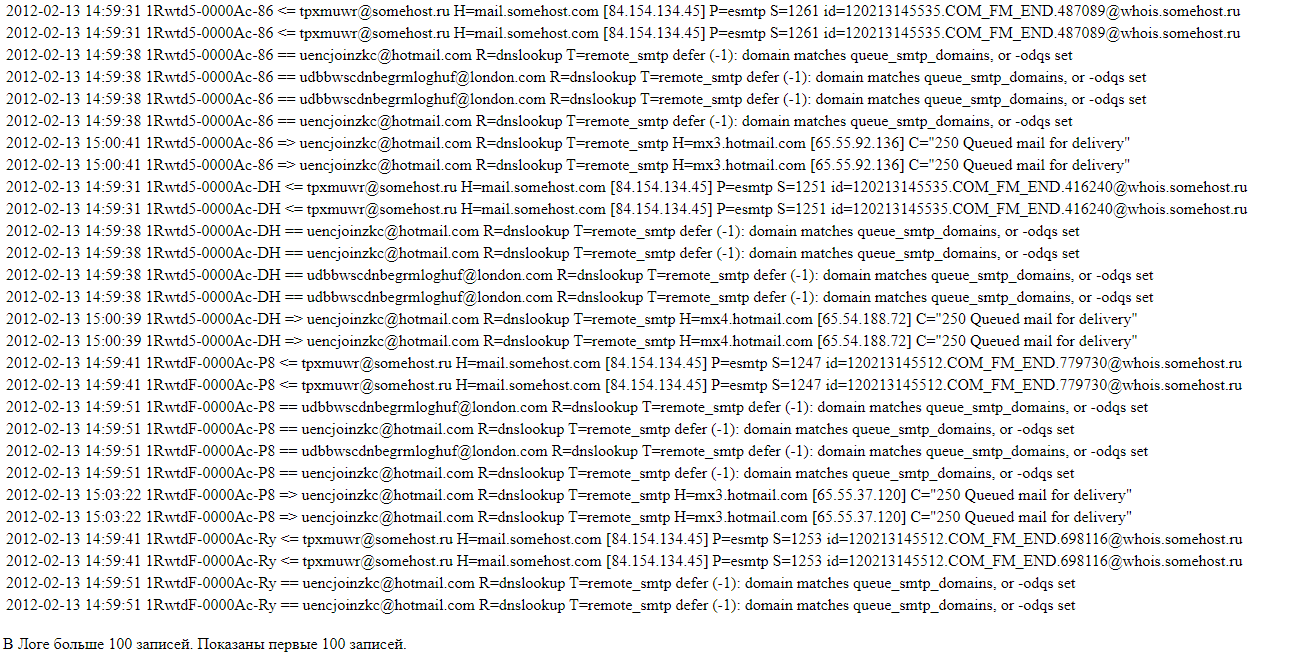 2012-02-13 14:59:31 1Rwtd5-0000Ac-86 <= tpxmuwr@somehost.ru H=mail.somehost.com [84.154.134.45] P=esmtp S=1261 id=120213145535.COM_FM_END.487089@whois.somehost.ru
2012-02-13 14:59:31 1Rwtd5-0000Ac-86 <= tpxmuwr@somehost.ru H=mail.somehost.com [84.154.134.45] P=esmtp S=1261 id=120213145535.COM_FM_END.487089@whois.somehost.ru
2012-02-13 14:59:38 1Rwtd5-0000Ac-86 == uencjoinzkc@hotmail.com R=dnslookup T=remote_smtp defer (-1): domain matches queue_smtp_domains, or -odqs set
2012-02-13 14:59:38 1Rwtd5-0000Ac-86 == udbbwscdnbegrmloghuf@london.com R=dnslookup T=remote_smtp defer (-1): domain matches queue_smtp_domains, or -odqs set
2012-02-13 14:59:38 1Rwtd5-0000Ac-86 == udbbwscdnbegrmloghuf@london.com R=dnslookup T=remote_smtp defer (-1): domain matches queue_smtp_domains, or -odqs set
2012-02-13 14:59:38 1Rwtd5-0000Ac-86 == uencjoinzkc@hotmail.com R=dnslookup T=remote_smtp defer (-1): domain matches queue_smtp_domains, or -odqs set
2012-02-13 15:00:41 1Rwtd5-0000Ac-86 => uencjoinzkc@hotmail.com R=dnslookup T=remote_smtp H=mx3.hotmail.com [65.55.92.136] C="250 Queued mail for delivery"
2012-02-13 15:00:41 1Rwtd5-0000Ac-86 => uencjoinzkc@hotmail.com R=dnslookup T=remote_smtp H=mx3.hotmail.com [65.55.92.136] C="250 Queued mail for delivery"
2012-02-13 14:59:31 1Rwtd5-0000Ac-DH <= tpxmuwr@somehost.ru H=mail.somehost.com [84.154.134.45] P=esmtp S=1251 id=120213145535.COM_FM_END.416240@whois.somehost.ru
2012-02-13 14:59:31 1Rwtd5-0000Ac-DH <= tpxmuwr@somehost.ru H=mail.somehost.com [84.154.134.45] P=esmtp S=1251 id=120213145535.COM_FM_END.416240@whois.somehost.ru
2012-02-13 14:59:38 1Rwtd5-0000Ac-DH == uencjoinzkc@hotmail.com R=dnslookup T=remote_smtp defer (-1): domain matches queue_smtp_domains, or -odqs set
2012-02-13 14:59:38 1Rwtd5-0000Ac-DH == uencjoinzkc@hotmail.com R=dnslookup T=remote_smtp defer (-1): domain matches queue_smtp_domains, or -odqs set
2012-02-13 14:59:38 1Rwtd5-0000Ac-DH == udbbwscdnbegrmloghuf@london.com R=dnslookup T=remote_smtp defer (-1): domain matches queue_smtp_domains, or -odqs set
2012-02-13 14:59:38 1Rwtd5-0000Ac-DH == udbbwscdnbegrmloghuf@london.com R=dnslookup T=remote_smtp defer (-1): domain matches queue_smtp_domains, or -odqs set
2012-02-13 15:00:39 1Rwtd5-0000Ac-DH => uencjoinzkc@hotmail.com R=dnslookup T=remote_smtp H=mx4.hotmail.com [65.54.188.72] C="250 Queued mail for delivery"
2012-02-13 15:00:39 1Rwtd5-0000Ac-DH => uencjoinzkc@hotmail.com R=dnslookup T=remote_smtp H=mx4.hotmail.com [65.54.188.72] C="250 Queued mail for delivery"
2012-02-13 14:59:41 1RwtdF-0000Ac-P8 <= tpxmuwr@somehost.ru H=mail.somehost.com [84.154.134.45] P=esmtp S=1247 id=120213145512.COM_FM_END.779730@whois.somehost.ru
2012-02-13 14:59:41 1RwtdF-0000Ac-P8 <= tpxmuwr@somehost.ru H=mail.somehost.com [84.154.134.45] P=esmtp S=1247 id=120213145512.COM_FM_END.779730@whois.somehost.ru
2012-02-13 14:59:51 1RwtdF-0000Ac-P8 == udbbwscdnbegrmloghuf@london.com R=dnslookup T=remote_smtp defer (-1): domain matches queue_smtp_domains, or -odqs set
2012-02-13 14:59:51 1RwtdF-0000Ac-P8 == uencjoinzkc@hotmail.com R=dnslookup T=remote_smtp defer (-1): domain matches queue_smtp_domains, or -odqs set
2012-02-13 14:59:51 1RwtdF-0000Ac-P8 == udbbwscdnbegrmloghuf@london.com R=dnslookup T=remote_smtp defer (-1): domain matches queue_smtp_domains, or -odqs set
2012-02-13 14:59:51 1RwtdF-0000Ac-P8 == uencjoinzkc@hotmail.com R=dnslookup T=remote_smtp defer (-1): domain matches queue_smtp_domains, or -odqs set
2012-02-13 15:03:22 1RwtdF-0000Ac-P8 => uencjoinzkc@hotmail.com R=dnslookup T=remote_smtp H=mx3.hotmail.com [65.55.37.120] C="250 Queued mail for delivery"
2012-02-13 15:03:22 1RwtdF-0000Ac-P8 => uencjoinzkc@hotmail.com R=dnslookup T=remote_smtp H=mx3.hotmail.com [65.55.37.120] C="250 Queued mail for delivery"
2012-02-13 14:59:41 1RwtdF-0000Ac-Ry <= tpxmuwr@somehost.ru H=mail.somehost.com [84.154.134.45] P=esmtp S=1253 id=120213145512.COM_FM_END.698116@whois.somehost.ru
2012-02-13 14:59:41 1RwtdF-0000Ac-Ry <= tpxmuwr@somehost.ru H=mail.somehost.com [84.154.134.45] P=esmtp S=1253 id=120213145512.COM_FM_END.698116@whois.somehost.ru
2012-02-13 14:59:51 1RwtdF-0000Ac-Ry == uencjoinzkc@hotmail.com R=dnslookup T=remote_smtp defer (-1): domain matches queue_smtp_domains, or -odqs set
2012-02-13 14:59:51 1RwtdF-0000Ac-Ry == uencjoinzkc@hotmail.com R=dnslookup T=remote_smtp defer (-1): domain matches queue_smtp_domains, or -odqs set
В Логе больше 100 записей. Показаны первые 100 записей.